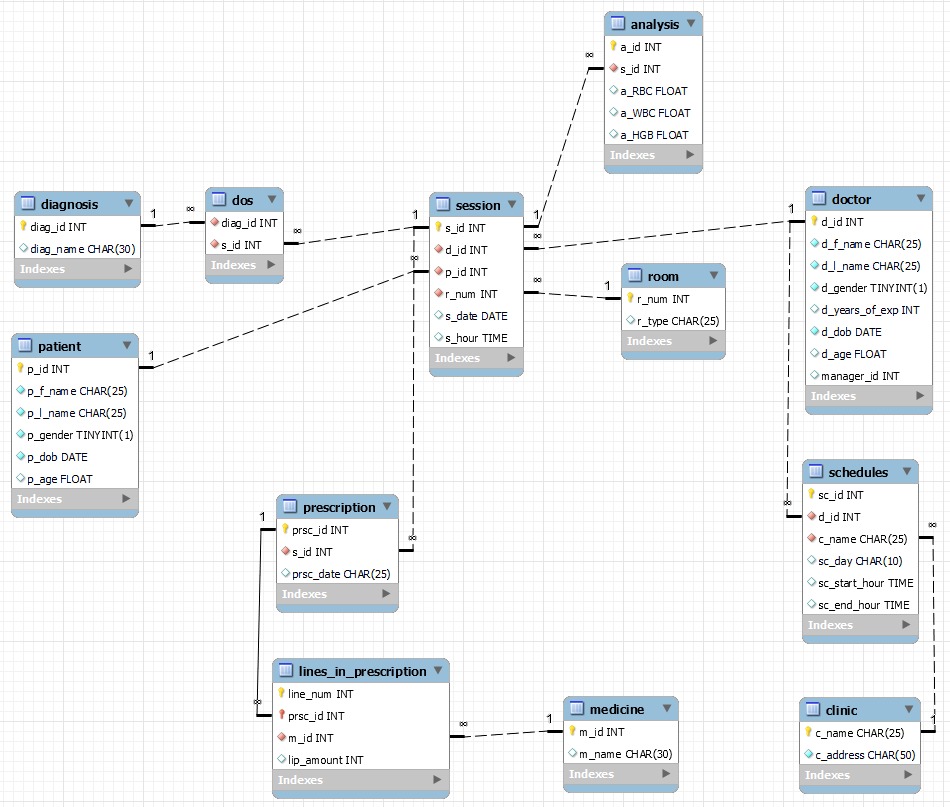 analysis
a_id INT
s_id INT
a_RBC FLOAT
a_WBC FLOAT
a_HGB FLOAT
Indexes
∞
1
diagnosis
diag_id INT
diag_name CHAR(30)
Indexes
1
∞
dos
diag_id INT
s_id INT
Indexes
∞
1
session
s_id INT
d_id INT
p_id INT
r_num INT
s_date DATE
s_hour TIME
Indexes
∞
∞
∞
1
room
r_num INT
r_type CHAR(25)
Indexes
1
doctor
d_id INT
d_f_name CHAR(25)
d_l_name CHAR(25)
d_gender TINYINT(1)
d_years_of_exp INT
d_dob DATE
d_age FLOAT
manager_id INT
Indexes
patient
p_id INT
p_f_name CHAR(25)
p_l_name CHAR(25)
p_gender TINYINT(1)
p_dob DATE
p_age FLOAT
Indexes
1
prescription
prsc_id INT
s_id INT
prsc_date CHAR(25)
Indexes
1
∞
schedules
sc_id INT
d_id INT
c_name CHAR(25)
sc_day CHAR(10)
sc_start_hour TIME
sc_end_hour TIME
Indexes
∞
∞
lines_in_prescription
line_num INT
prsc_id INT
m_id INT
lip_amount INT
Indexes
∞
∞
1
medicine
m_id INT
m_name CHAR(30)
Indexes
clinic
c_name CHAR(25)
c_address CHAR(50)
Indexes
1